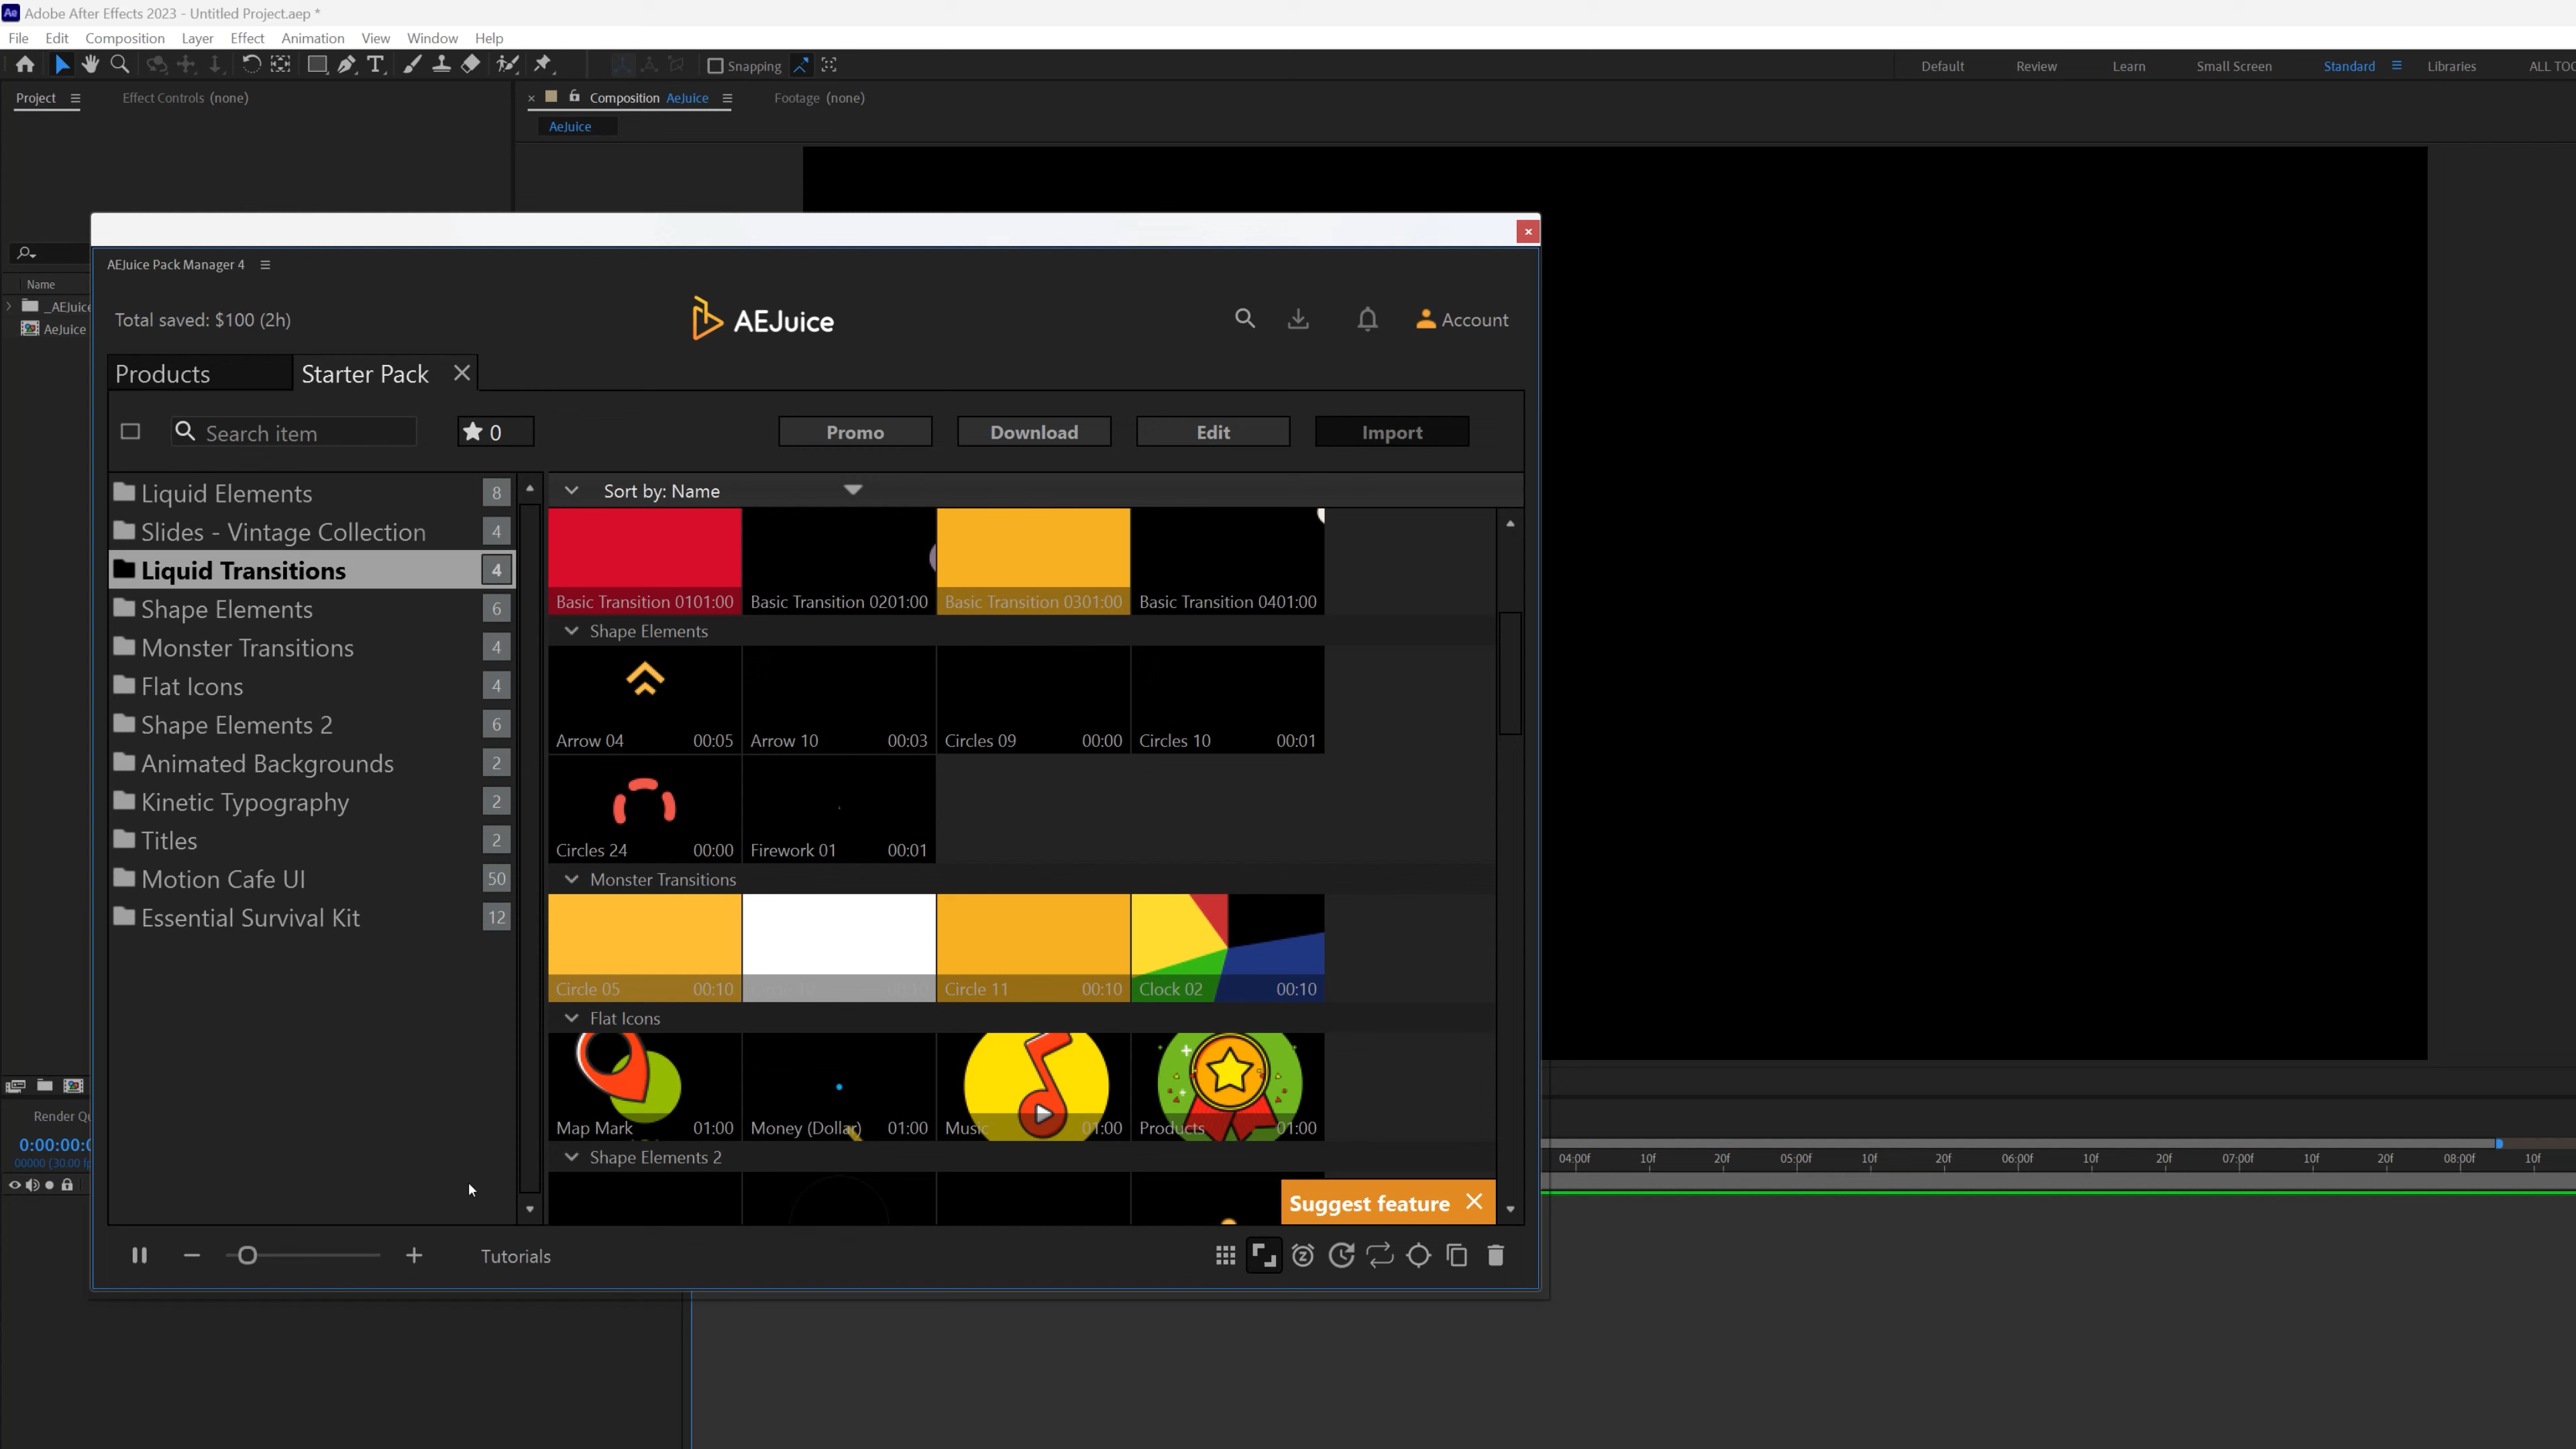 Ae Adobe After Effects 2023 - Untitled Project.aep *
File Edit Composition Layer Effect Animation View Window Help
Snapping Default Review Learn Small Screen Standard Libraries
Project Effect Controls (none) × Composition AeJuice Footage (none)
AeJuice
Name
_AEJuice
AeJuice
AEJuice Pack Manager 4
Total saved: $100 (2h) AEJuice Account
Products Starter Pack
Search item 0 Promo Download Edit Import
Sort by: Name
Liquid Elements 8
Slides - Vintage Collection 4
Liquid Transitions 4
Shape Elements 6
Monster Transitions 4
Flat Icons 4
Shape Elements 2 6
Animated Backgrounds 2
Kinetic Typography 2
Titles 2
Motion Cafe UI 50
Essential Survival Kit 12
Basic Transition 0101:00 Basic Transition 0201:00 Basic Transition 0301:00 Basic Transition 0401:00
Shape Elements
Arrow 04 00:05 Arrow 10 00:03 Circles 09 00:00 Circles 10 00:01
Circles 24 00:00 Firework 01 00:01
Monster Transitions
Circle 05 00:10 Circle 11 00:10 Clock 02 00:10
Flat Icons
Map Mark 01:00 Money (Dollar) 01:00 Music 01:00 Products 01:00
Shape Elements 2
Suggest feature
Tutorials
Render
0:00:00:0
00000 (30.00
04:00f 10f 20f 05:00f 10f 20f 06:00f 10f 20f 07:00f 10f 20f 08:00f 10f